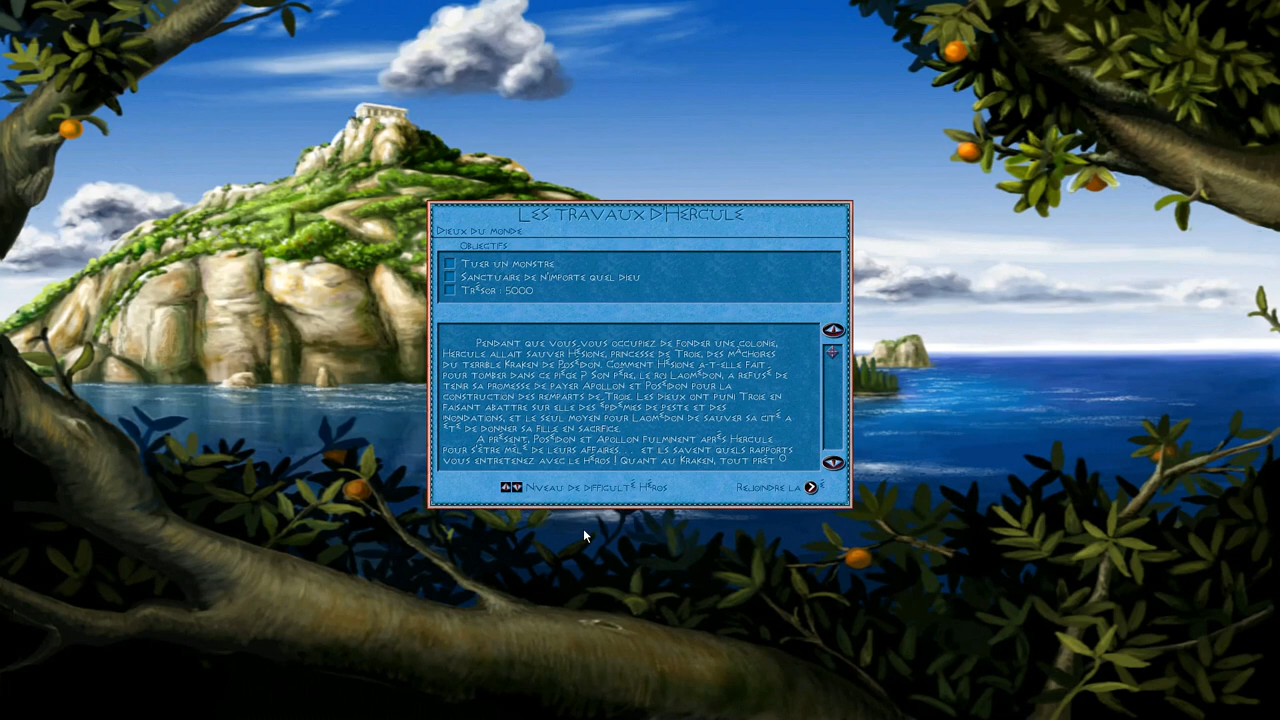 Les travaux d'Hercule
Dieux du monde
Objectifs
Tuer un monstre
Sanctuaire de n'importe quel dieu
Trésor : 5000
Pendant que vous vous occupiez de fonder une colonie,
Hercule allait sauver Hésione, princesse de Troie, des mâchores
du terrible Kraken de Poséidon. Comment Hésione a-t-elle fait
pour tomber dans ce piège ? Son père, le roi Laomédon, a refusé de
tenir sa promesse de payer Apollon et Poséidon pour la
construction des remparts de Troie. Les dieux ont puni Troie en
faisant abattre sur elle des épidémies de peste et des
inondations, et le seul moyen pour Laomédon de sauver sa cité a
été de donner sa fille en sacrifice.
A présent, Poséidon et Apollon fulminent après Hercule
pour s'être mêlé de leurs affaires. . . et ils savent quels rapports
vous entretenez avec le héros ! Quant au Kraken, tout prêt à
Niveau de difficulté Héros
Rejoindre la